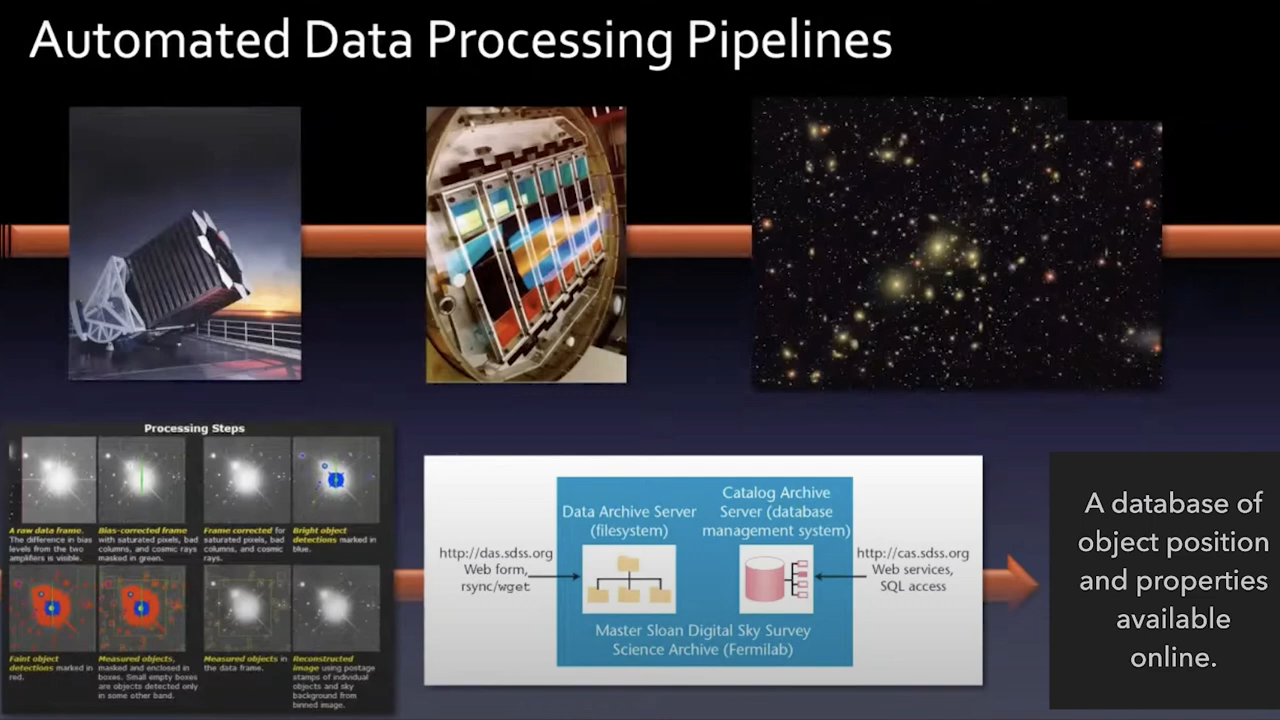 Automated Data Processing Pipelines
Processing Steps
A raw data frame.
The difference in bias
levels from the two
amplifiers is visible.
Bias-corrected frame
with saturated pixels, bad
columns, and cosmic rays
masked in green.
Frame corrected for
saturated pixels, bad
columns, and cosmic
rays.
Bright object
detections marked in
blue.
Faint object
detections marked in
red.
Measured objects,
masked and enclosed in
boxes. Small empty boxes
are objects detected only
in some other band.
Measured objects in
the data frame.
Reconstructed
image using postage
stamps of individual
objects and sky
background from
binned image.
http://das.sdss.org
Web form,
rsync/wget
Data Archive Server
(filesystem)
Catalog Archive
Server (database
management system)
http://cas.sdss.org
Web services,
SQL access
Master Sloan Digital Sky Survey
Science Archive (Fermilab)
A database of
object position
and properties
available
online.